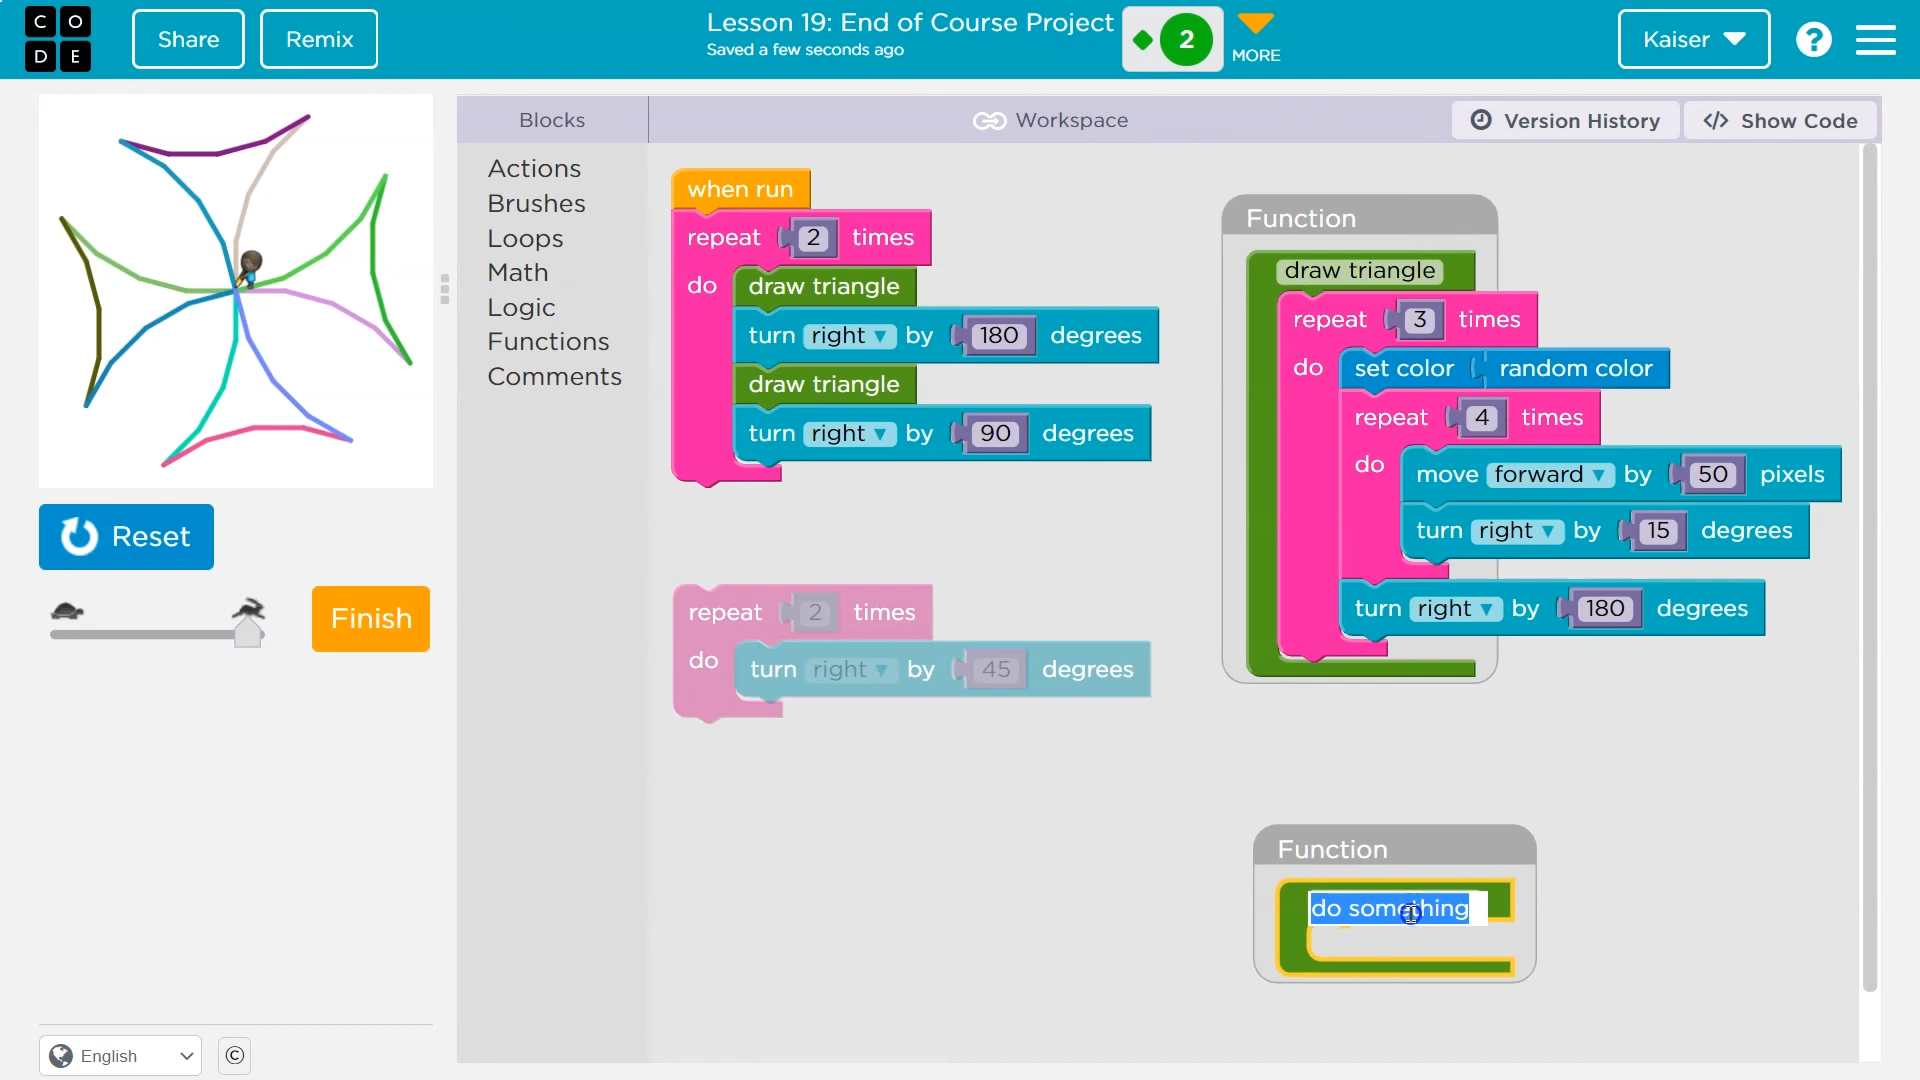 C O
D E
Share
Remix
Lesson 19: End of Course Project
Saved a few seconds ago
2
MORE
Kaiser
?
Blocks
Workspace
Version History
</> Show Code
Actions
Brushes
Loops
Math
Logic
Functions
Comments
when run
repeat 2 times
do draw triangle
turn right ▼ by 180 degrees
draw triangle
turn right ▼ by 90 degrees
repeat 2 times
do turn right ▼ by 45 degrees
Function
draw triangle
repeat 3 times
do set color random color
repeat 4 times
do move forward ▼ by 50 pixels
turn right ▼ by 15 degrees
turn right ▼ by 180 degrees
Function
do something
Reset
Finish
English
©